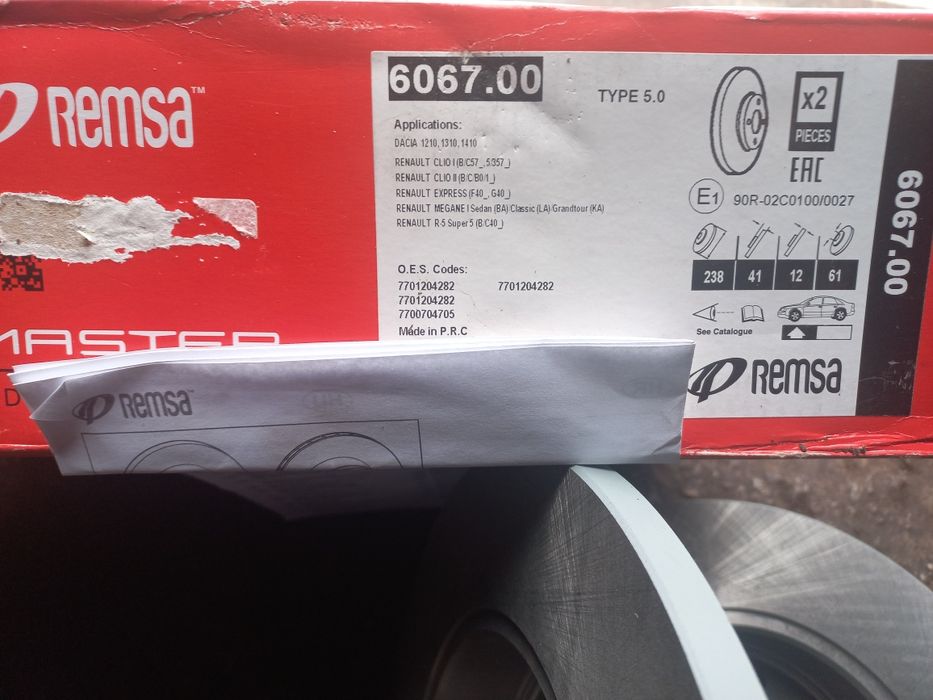 REMSA™
6067.00
TYPE 5.0
x2
PIECES
Applications:
DACIA 1210, 1310, 1410
RENAULT CLIO I (B/C57_, 5/357_)
RENAULT CLIO II (B/C/B0/1_)
RENAULT EXPRESS (F40_, G40_)
RENAULT MEGANE I Sedan (BA)/Classic (LA)/Grandtour (KA)
RENAULT R-5 Super 5 (B/C40_)
EAC
E1 90R-02C0100/0027
238 41 12 61
O.E.S. Codes:
7701204282 7701204282
7701204282
7700704705
Made in P.R.C
See Catalogue
REMSA
6067.00
MASTER
D
REMSA™